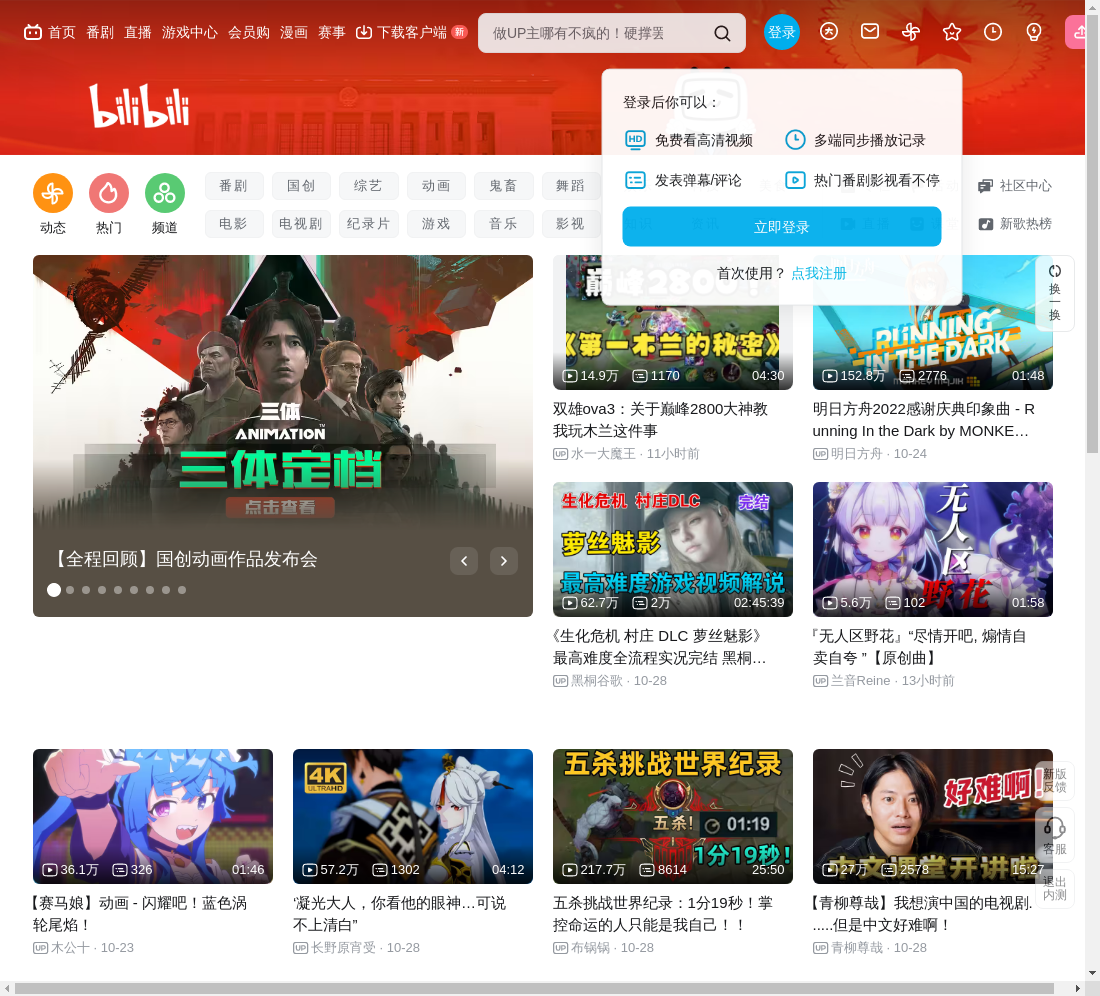 首页 番剧 直播 游戏中心 会员购 漫画 赛事 下载客户端 新
做UP主哪有不疯的！硬撑罢
登录
bilibili
登录后你可以：
HD 免费看高清视频 多端同步播放记录
发表弹幕/评论 热门番剧影视看不停
立即登录
首次使用？ 点我注册
动态 热门 频道
番剧 国创 综艺 动画 鬼畜 舞蹈
电影 电视剧 纪录片 游戏 音乐 影视
社区中心
新歌热榜
换一换
三体
ANIMATION
三体定档
点击查看
【全程回顾】国创动画作品发布会
巅峰2800！
《第一木兰的秘密》
14.9万 1170 04:30
双雄ova3：关于巅峰2800大神教
我玩木兰这件事
UP 水一大魔王 · 11小时前
RUNNING
IN THE DARK
152.8万 2776 01:48
明日方舟2022感谢庆典印象曲 - R
unning In the Dark by MONKE…
UP 明日方舟 · 10-24
生化危机 村庄DLC 完结
萝丝魅影
最高难度游戏视频解说
62.7万 2万 02:45:39
《生化危机 村庄 DLC 萝丝魅影》
最高难度全流程实况完结 黑桐…
UP 黑桐谷歌 · 10-28
无人区
野花
5.6万 102 01:58
『无人区野花』“尽情开吧, 煽情自
卖自夸 ”【原创曲】
UP 兰音Reine · 13小时前
36.1万 326 01:46
【赛马娘】动画 - 闪耀吧！蓝色涡
轮尾焰！
UP 木公十 · 10-23
4K
ULTRA HD
57.2万 1302 04:12
‘凝光大人，你看他的眼神…可说
不上清白”
UP 长野原宵受 · 10-28
五杀挑战世界纪录
五杀！ 01:19
1分19秒！
217.7万 8614 25:50
五杀挑战世界纪录：1分19秒！掌
控命运的人只能是我自己！！
UP 布锅锅 · 10-28
好难啊！
中文课堂开讲啦
27万 2578 15:27
【青柳尊哉】我想演中国的电视剧.
.....但是中文好难啊！
UP 青柳尊哉 · 10-28
新版
反馈
客服
退出
内测